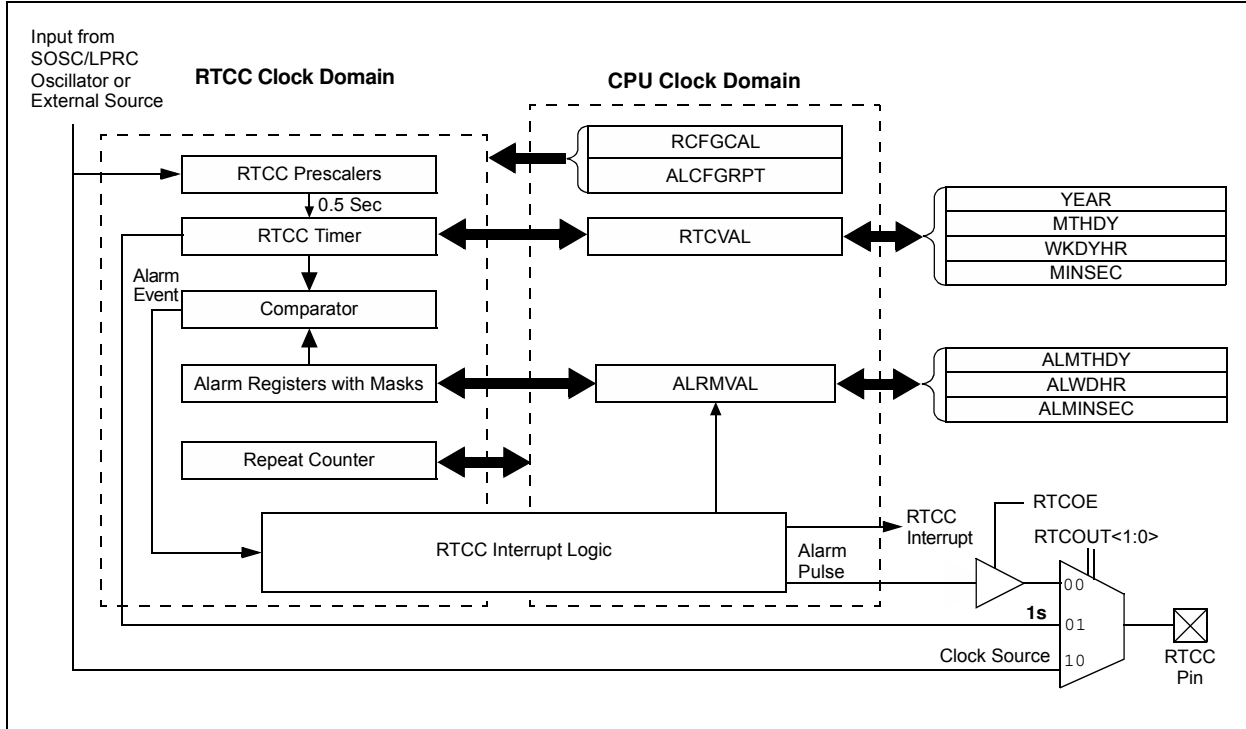 Input from
SOSC/LPRC
Oscillator or
External Source
RTCC Clock Domain
CPU Clock Domain
RCFGCAL
ALCFGRPT
RTCC Prescalers
0.5 Sec
RTCC Timer
RTCVAL
YEAR
MTHDY
WKDYHR
MINSEC
Alarm
Event
Comparator
Alarm Registers with Masks
ALRMVAL
ALMTHDY
ALWDHR
ALMINSEC
Repeat Counter
RTCC Interrupt Logic
RTCC
Interrupt
Alarm
Pulse
RTCOE
RTCOUT<1:0>
00
1s
01
Clock Source
10
RTCC
Pin